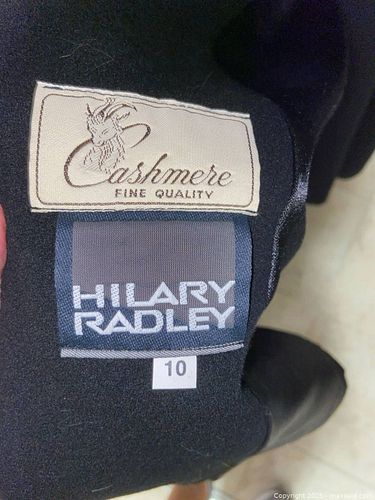 Cashmere
FINE QUALITY
HILARY
RADLEY
10